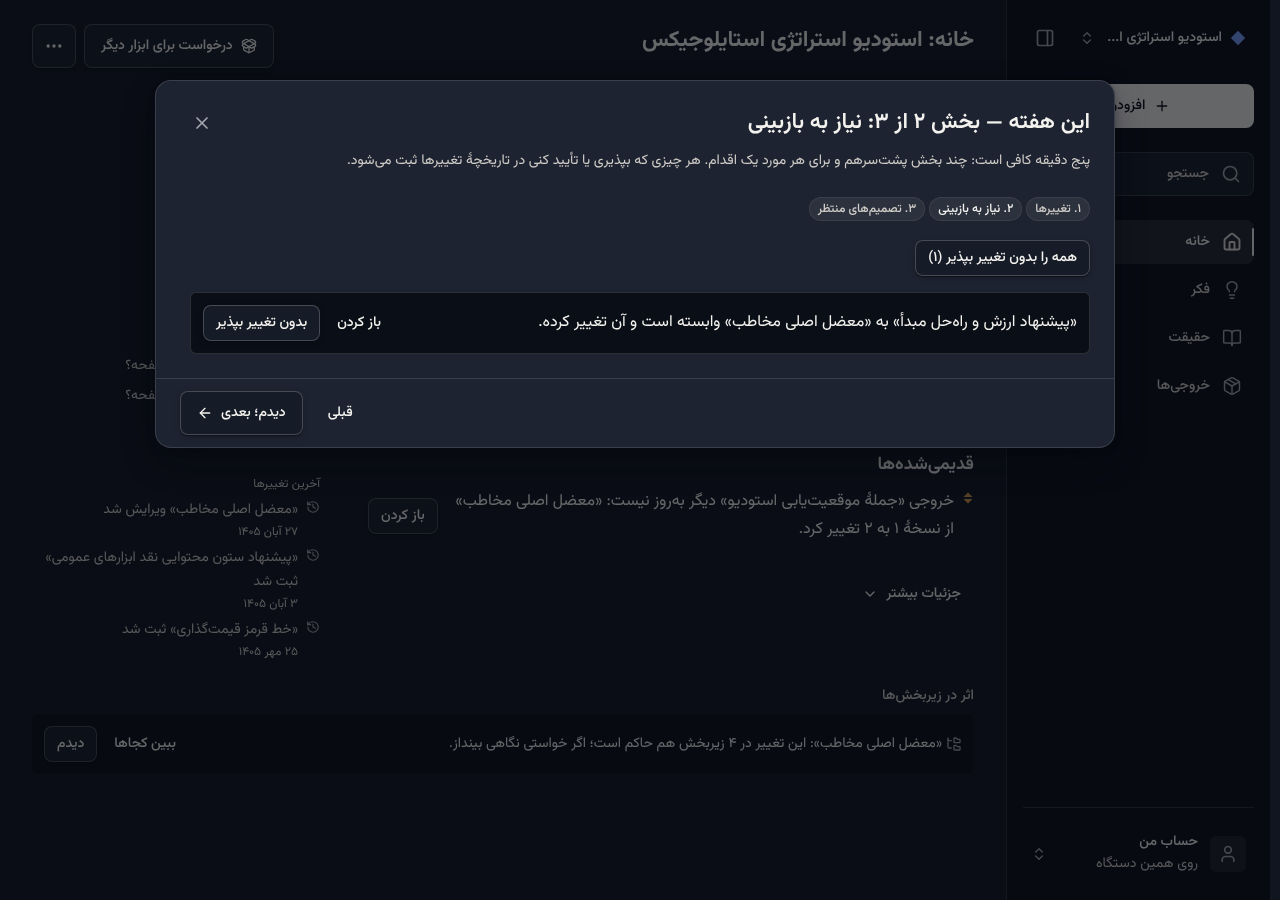 استودیو استراتژی ا...
افزودن
جستجو
خانه
فکر
حقیقت
خروجی‌ها
حساب من
روی همین دستگاه
خانه: استودیو استراتژی استایلوجیکس
درخواست برای ابزار دیگر
این هفته — بخش ۲ از ۳: نیاز به بازبینی
پنج دقیقه کافی است: چند بخش پشت‌سرهم و برای هر مورد یک اقدام. هر چیزی که بپذیری یا تأیید کنی در تاریخچهٔ تغییرها ثبت می‌شود.
۱. تغییرها
۲. نیاز به بازبینی
۳. تصمیم‌های منتظر
همه را بدون تغییر بپذیر (۱)
«پیشنهاد ارزش و راه‌حل مبدأ» به «معضل اصلی مخاطب» وابسته است و آن تغییر کرده.
باز کردن
بدون تغییر بپذیر
قبلی
دیدم؛ بعدی
قدیمی‌شده‌ها
خروجی «جملهٔ موقعیت‌یابی استودیو» دیگر به‌روز نیست: «معضل اصلی مخاطب»
از نسخهٔ ۱ به ۲ تغییر کرد.
باز کردن
جزئیات بیشتر
آخرین تغییرها
«معضل اصلی مخاطب» ویرایش شد
۲۷ آبان ۱۴۰۵
«پیشنهاد ستون محتوایی نقد ابزارهای عمومی»
ثبت شد
۳ آبان ۱۴۰۵
«خط قرمز قیمت‌گذاری» ثبت شد
۲۵ مهر ۱۴۰۵
اثر در زیربخش‌ها
«معضل اصلی مخاطب»: این تغییر در ۴ زیربخش هم حاکم است؛ اگر خواستی نگاهی بینداز.
ببین کجاها
دیدم